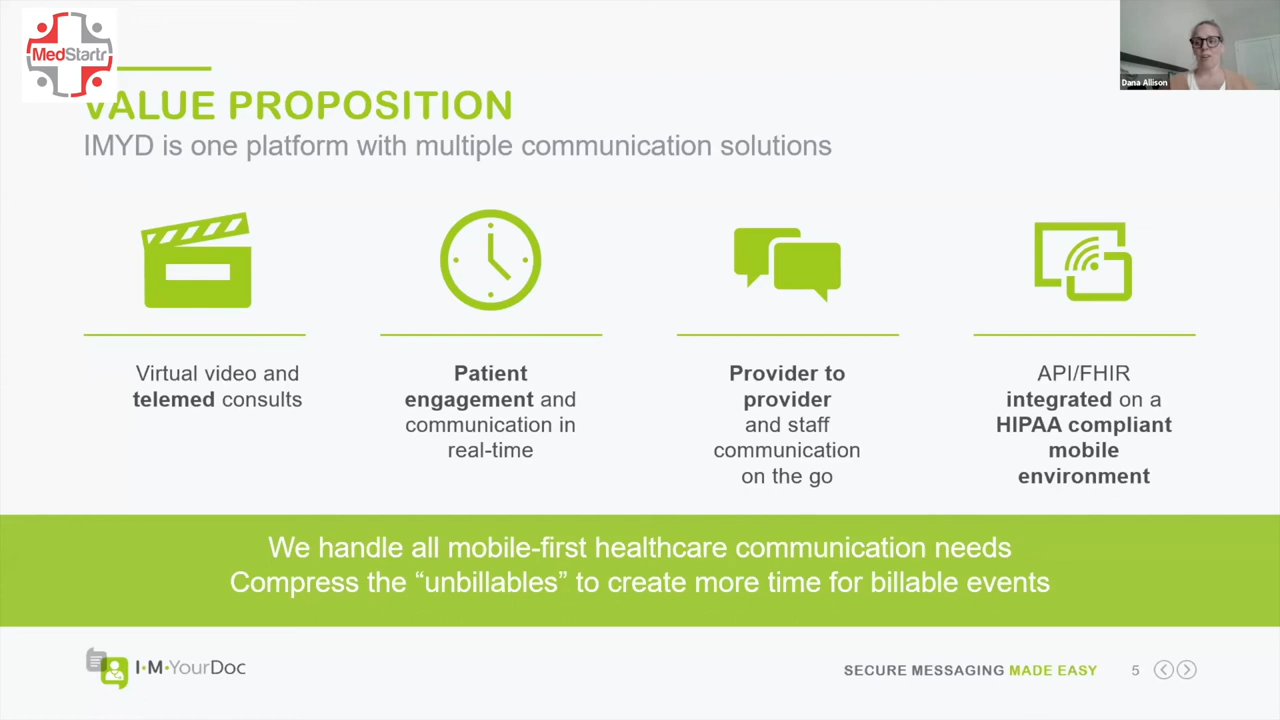 MedStartr
Dana Allison
VALUE PROPOSITION
IMYD is one platform with multiple communication solutions
Virtual video and
telemed consults
Patient
engagement and
communication in
real-time
Provider to
provider
and staff
communication
on the go
API/FHIR
integrated on a
HIPAA compliant
mobile
environment
We handle all mobile-first healthcare communication needs
Compress the “unbillables” to create more time for billable events
I·M·YourDoc
SECURE MESSAGING MADE EASY
5